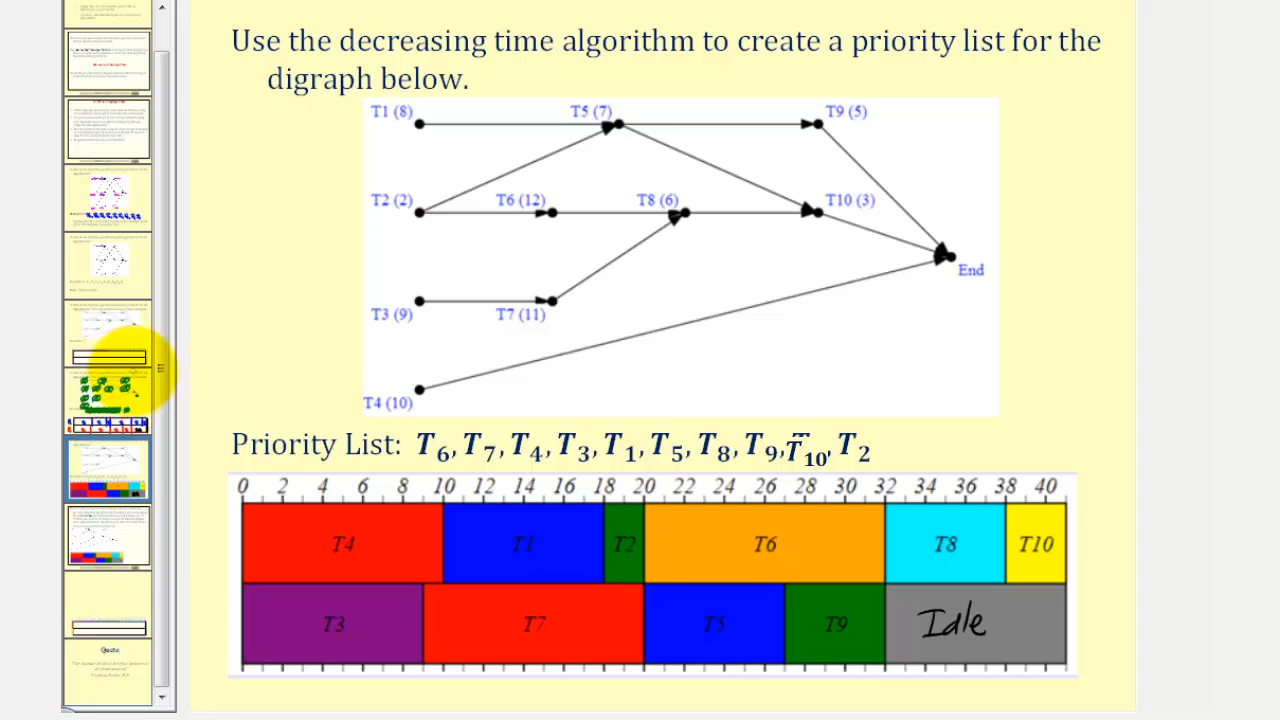 Use the decreasing time algorithm to create a priority list for the
digraph below.
T1 (8)
T5 (7)
T9 (5)
T2 (2)
T6 (12)
T8 (6)
T10 (3)
End
T3 (9)
T7 (11)
T4 (10)
Priority List: T6, T7, T4, T3, T1, T5, T8, T9, T10, T2
0 2 4 6 8 10 12 14 16 18 20 22 24 26 28 30 32 34 36 38 40
T4 T1 T2 T6 T8 T10
T3 T7 T5 T9 Idle
Quote